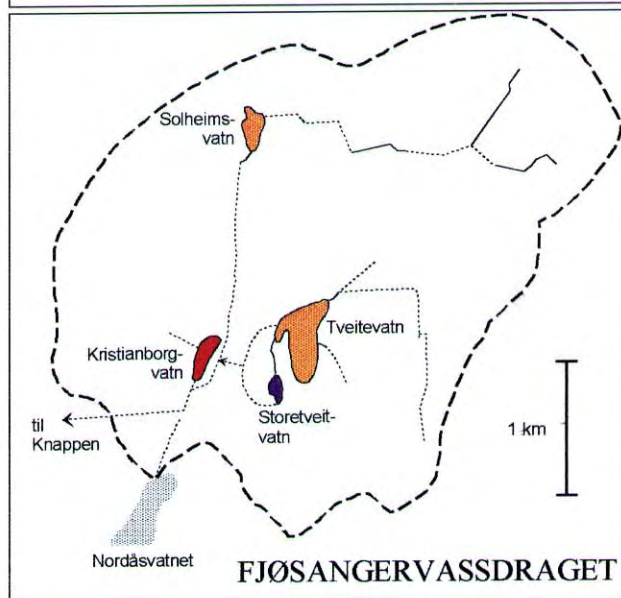 Solheims-
vatn
Tveitevatn
Kristianborg-
vatn
Storetveit-
vatn
1 km
til
Knappen
Nordåsvatnet
FJØSANGERVASSDRAGET